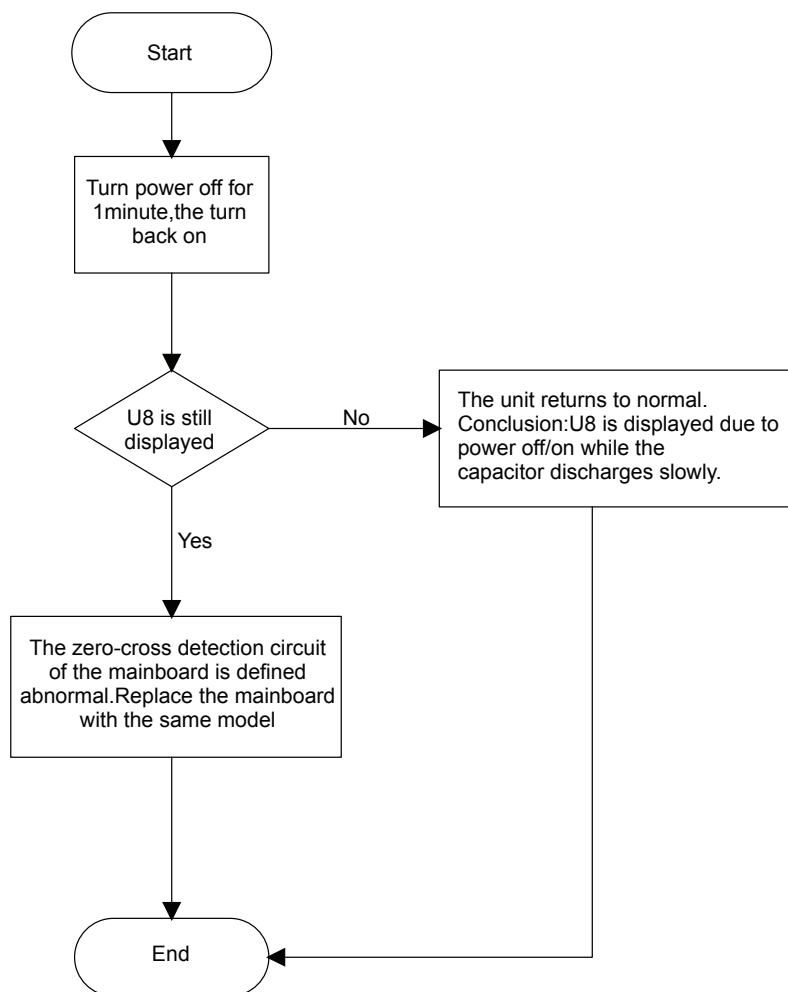 Start
Turn power off for
1minute,the turn
back on
U8 is still
displayed
No
The unit returns to normal.
Conclusion:U8 is displayed due to
power off/on while the
capacitor discharges slowly.
Yes
The zero-cross detection circuit
of the mainboard is defined
abnormal.Replace the mainboard
with the same model
End